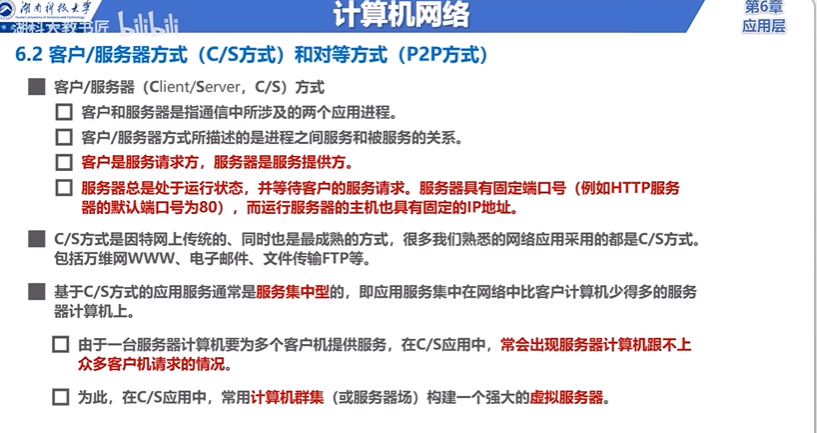 湖南科技大学
湖科大教书匠 bilibili
计算机网络
第6章
应用层
6.2 客户/服务器方式（C/S方式）和对等方式（P2P方式）
客户/服务器（Client/Server，C/S）方式
客户和服务器是指通信中所涉及的两个应用进程。
客户/服务器方式所描述的是进程之间服务和被服务的关系。
客户是服务请求方，服务器是服务提供方。
服务器总是处于运行状态，并等待客户的服务请求。服务器具有固定端口号（例如HTTP服务
器的默认端口号为80），而运行服务器的主机也具有固定的IP地址。
C/S方式是因特网上传统的、同时也是最成熟的方式，很多我们熟悉的网络应用采用的都是C/S方式。
包括万维网WWW、电子邮件、文件传输FTP等。
基于C/S方式的应用服务通常是服务集中型的，即应用服务集中在网络中比客户计算机少得多的服务
器计算机上。
由于一台服务器计算机要为多个客户机提供服务，在C/S应用中，常会出现服务器计算机跟不上
众多客户机请求的情况。
为此，在C/S应用中，常用计算机群集（或服务器场）构建一个强大的虚拟服务器。